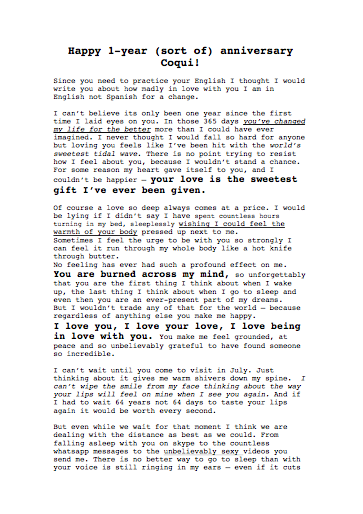 Happy 1-year (sort of) anniversary
Coqui!
Since you need to practice your English I thought I would
write you about how madly in love with you I am in
English not Spanish for a change.
I can't believe its only been one year since the first
time I laid eyes on you. In those 365 days you've changed
my life for the better more than I could have ever
imagined. I never thought I would fall so hard for anyone
but loving you feels like I've been hit with the world's
sweetest tidal wave. There is no point trying to resist
how I feel about you, because I wouldn't stand a chance.
For some reason my heart gave itself to you, and I
couldn't be happier – your love is the sweetest
gift I've ever been given.
Of course a love so deep always comes at a price. I would
be lying if I didn't say I have spent countless hours
turning in my bed, sleeplessly wishing I could feel the
warmth of your body pressed up next to me.
Sometimes I feel the urge to be with you so strongly I
can feel it run through my whole body like a hot knife
through butter.
No feeling has ever had such a profound effect on me.
You are burned across my mind, so unforgettably
that you are the first thing I think about when I wake
up, the last thing I think about when I go to sleep and
even then you are an ever-present part of my dreams.
But I wouldn't trade any of that for the world – because
regardless of anything else you make me happy.
I love you, I love your love, I love being
in love with you. You make me feel grounded, at
peace and so unbelievably grateful to have found someone
so incredible.
I can't wait until you come to visit in July. Just
thinking about it gives me warm shivers down my spine. I
can't wipe the smile from my face thinking about the way
your lips will feel on mine when I see you again. And if
I had to wait 64 years not 64 days to taste your lips
again it would be worth every second.
But even while we wait for that moment I think we are
dealing with the distance as best as we could. From
falling asleep with you on skype to the countless
whatsapp messages to the unbelievably sexy videos you
send me. There is no better way to go to sleep than with
your voice is still ringing in my ears – even if it cuts